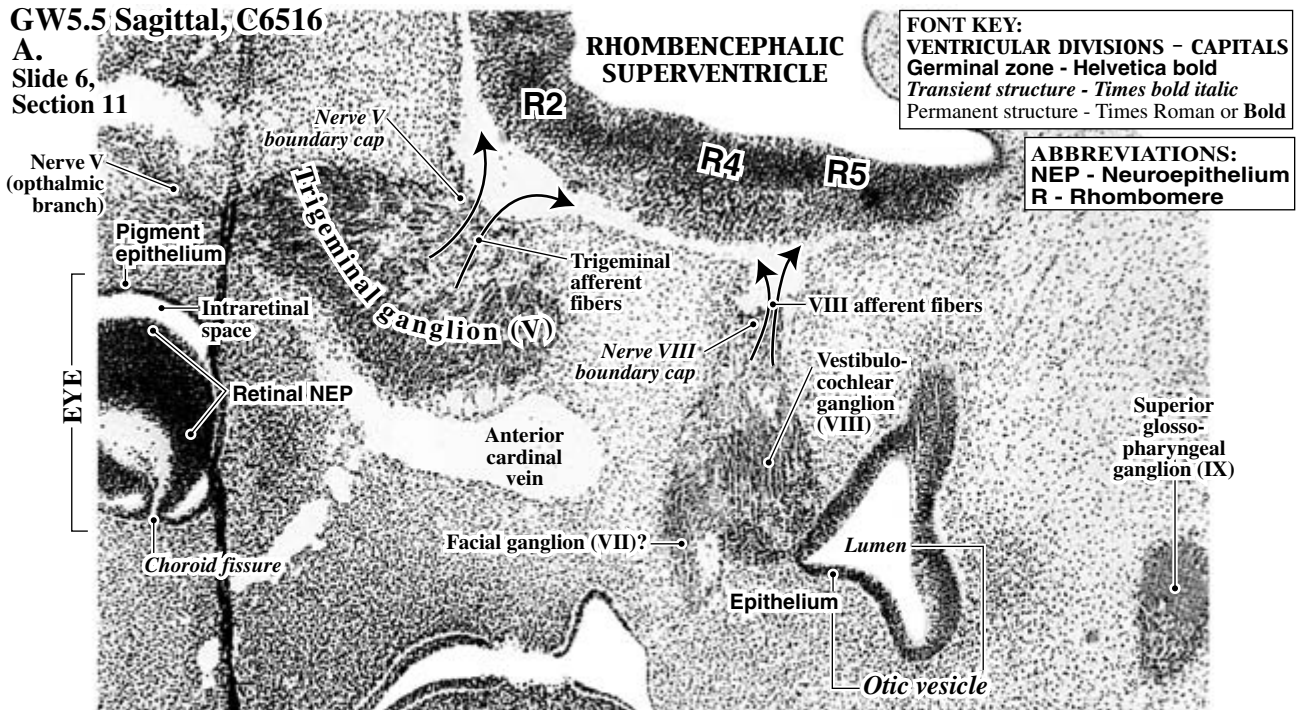 GW5.5 Sagittal, C6516
A.
Slide 6,
Section 11
RHOMBENCEPHALIC
SUPERVENTRICLE
FONT KEY:
VENTRICULAR DIVISIONS – CAPITALS
Germinal zone - Helvetica bold
Transient structure - Times bold italic
Permanent structure - Times Roman or Bold
ABBREVIATIONS:
NEP - Neuroepithelium
R - Rhombomere
R2
R4
R5
Nerve V
boundary cap
Nerve V
(opthalmic
branch)
Trigeminal ganglion (V)
Pigment
epithelium
Trigeminal
afferent
fibers
Intraretinal
space
VIII afferent fibers
EYE
Nerve VIII
boundary cap
Retinal NEP
Vestibulo-
cochlear
ganglion
(VIII)
Superior
glosso-
pharyngeal
ganglion (IX)
Anterior
cardinal
vein
Facial ganglion (VII)?
Lumen
Choroid fissure
Epithelium
Otic vesicle